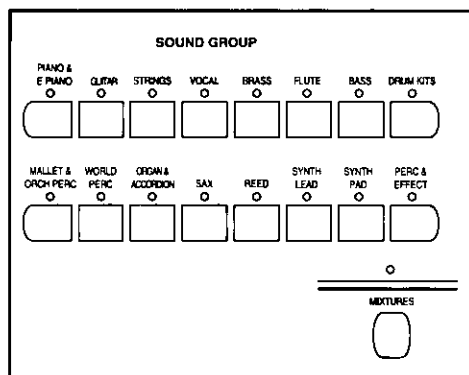 SOUND GROUP
PIANO & E PIANO
GUITAR
STRINGS
VOCAL
BRASS
FLUTE
BASS
DRUM KITS
MALLET & ORCH PERC
WORLD PERC
ORGAN & ACCORDION
SAX
REED
SYNTH LEAD
SYNTH PAD
PERC & EFFECT
MIXTURES